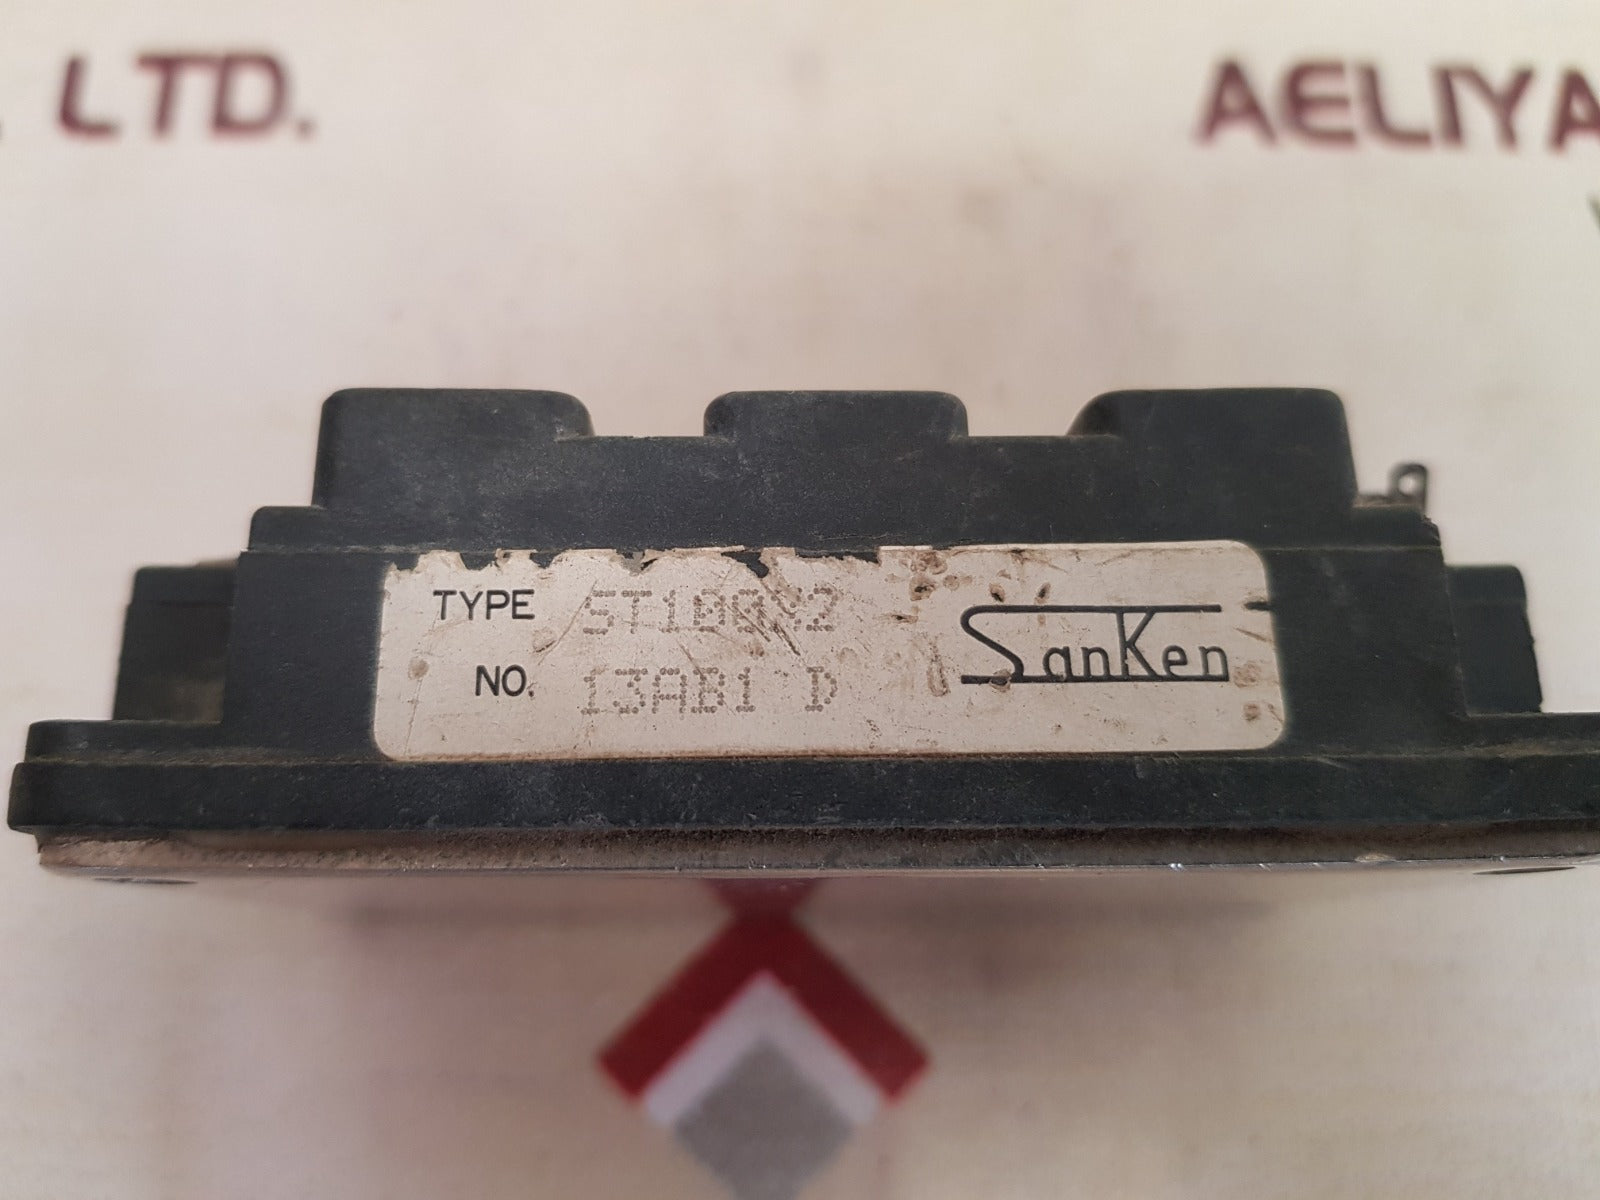 LTD.
AELIYA
TYPE ST100Y2
NO. 13AB1 D
SanKen